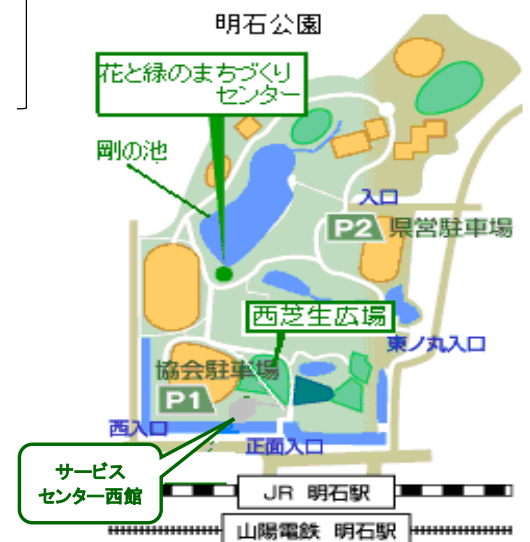 明石公園
花と緑のまちづくり
センター
剛の池
入口
P2 県営駐車場
西芝生広場
東ノ丸入口
協会駐車場
P1
西入口
正面入口
サービス
センター西館
JR 明石駅
山陽電鉄 明石駅